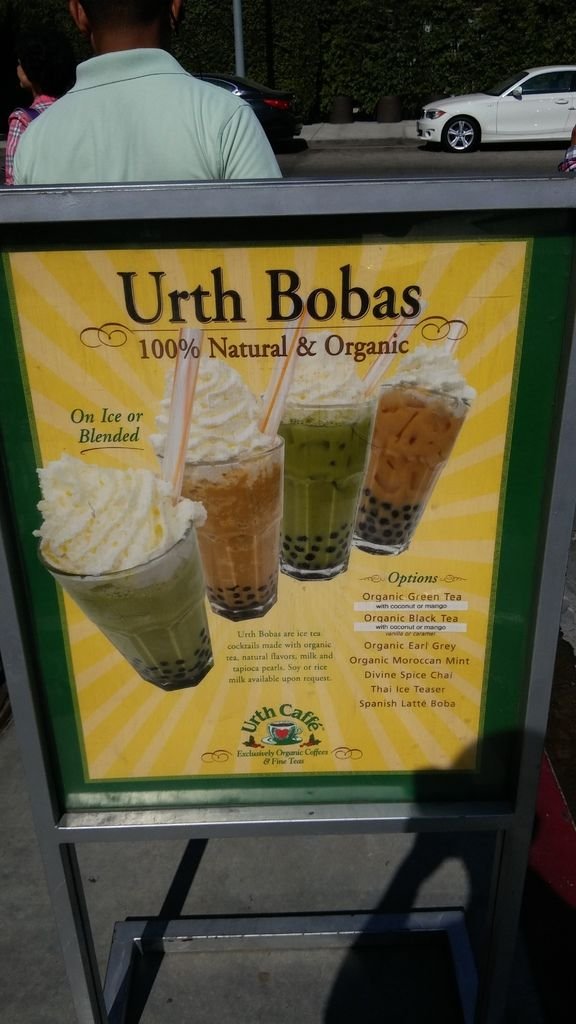 Urth Bobas
100% Natural & Organic
On Ice or
Blended
Options
Organic Green Tea
with coconut or mango
Organic Black Tea
with coconut or mango
vanilla or caramel
Organic Earl Grey
Organic Moroccan Mint
Divine Spice Chai
Thai Ice Teaser
Spanish Latté Boba
Urth Bobas are ice tea
cocktails made with organic
tea, natural flavors, milk and
tapioca pearls. Soy or rice
milk available upon request.
Urth Caffé
Exclusively Organic Coffees
& Fine Teas